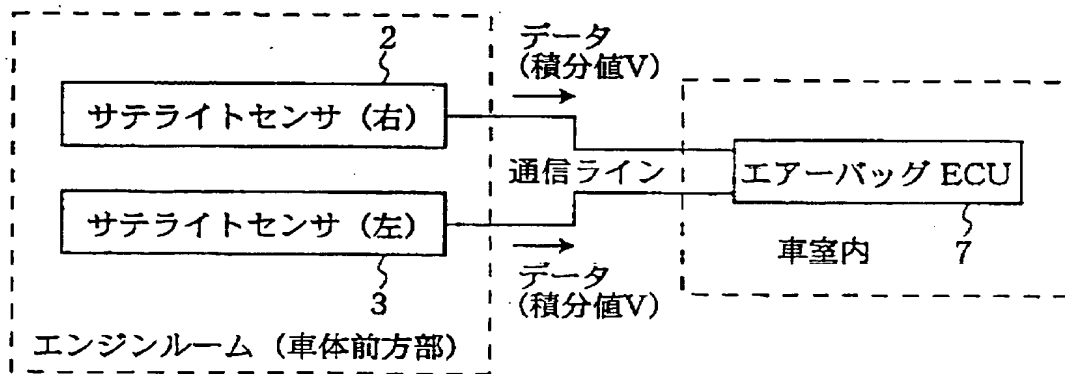 2
データ
(積分値V)
サテライトセンサ（右）
通信ライン
エアーバッグ ECU
サテライトセンサ（左）
データ
(積分値V)
車室内
7
3
エンジンルーム（車体前方部）